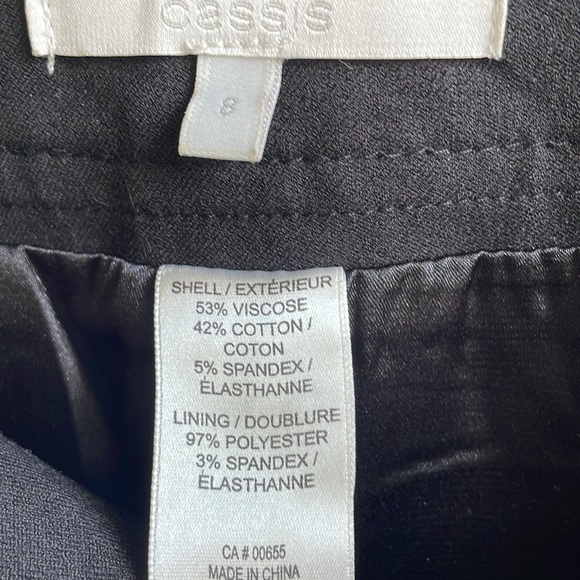 cassis
8
SHELL / EXTÉRIEUR
53% VISCOSE
42% COTTON /
COTON
5% SPANDEX /
ÉLASTHANNE
LINING / DOUBLURE
97% POLYESTER
3% SPANDEX /
ÉLASTHANNE
CA # 00655
MADE IN CHINA